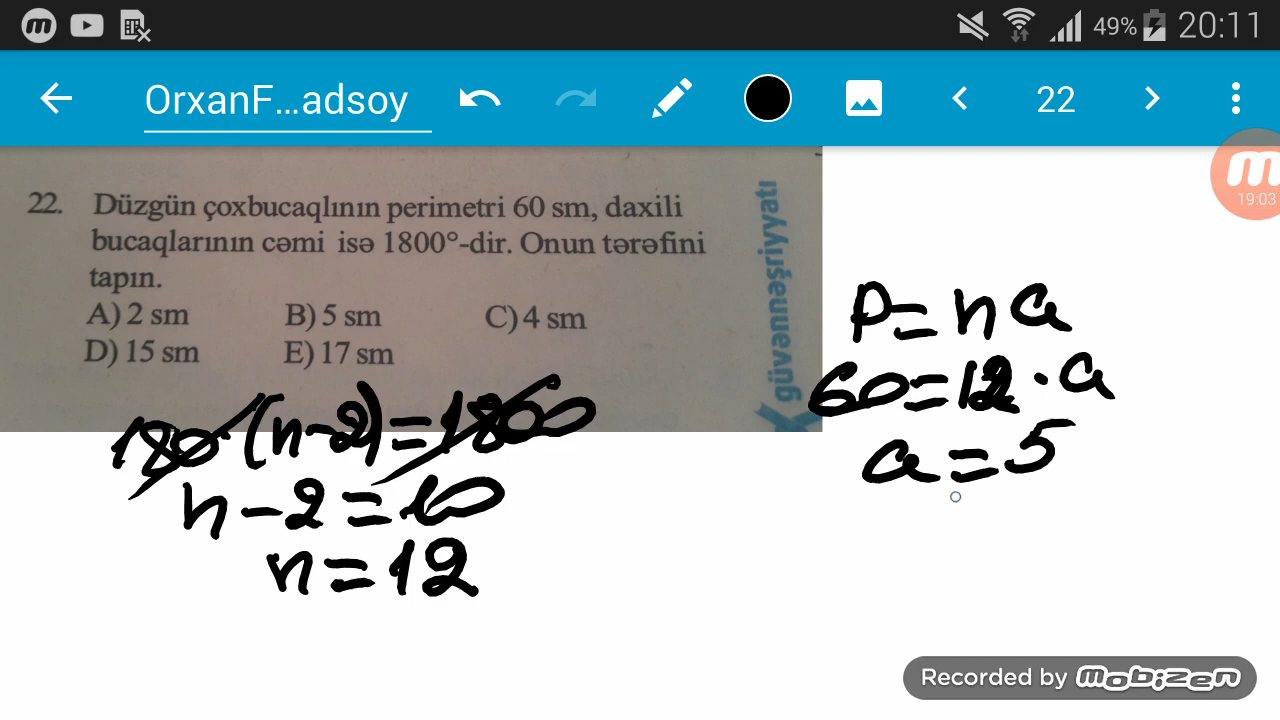 49% 20:11
OrxanF...adsoy 22
19:03
22. Düzgün çoxbucaqlının perimetri 60 sm, daxili
bucaqlarının cəmi isə 1800°-dir. Onun tərəfini
tapın.
A) 2 sm B) 5 sm C) 4 sm
D) 15 sm E) 17 sm
güvənnəşriyyatı
180·(n-2)=1800
n-2=10
n=12
P=na
60=12·a
a=5
Recorded by mobizen